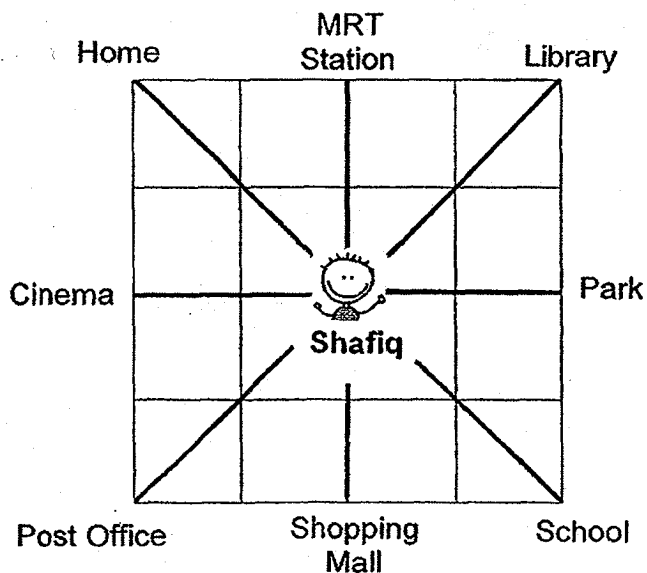 Home
MRT
Station
Library
Cinema
Park
Shafiq
Post Office
Shopping
Mall
School